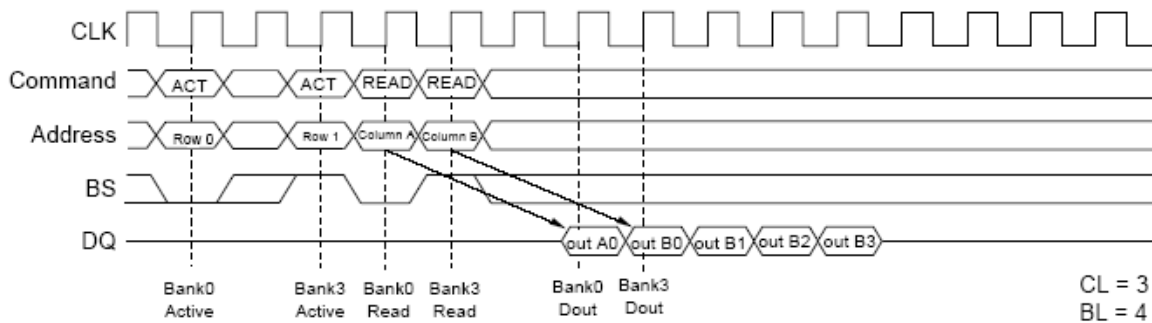 CLK
Command ACT ACT READ READ
Address Row 0 Row 1 Column A Column B
BS
DQ out A0 out B0 out B1 out B2 out B3
Bank0 Active Bank3 Active Bank0 Read Bank3 Read Bank0 Dout Bank3 Dout
CL = 3
BL = 4